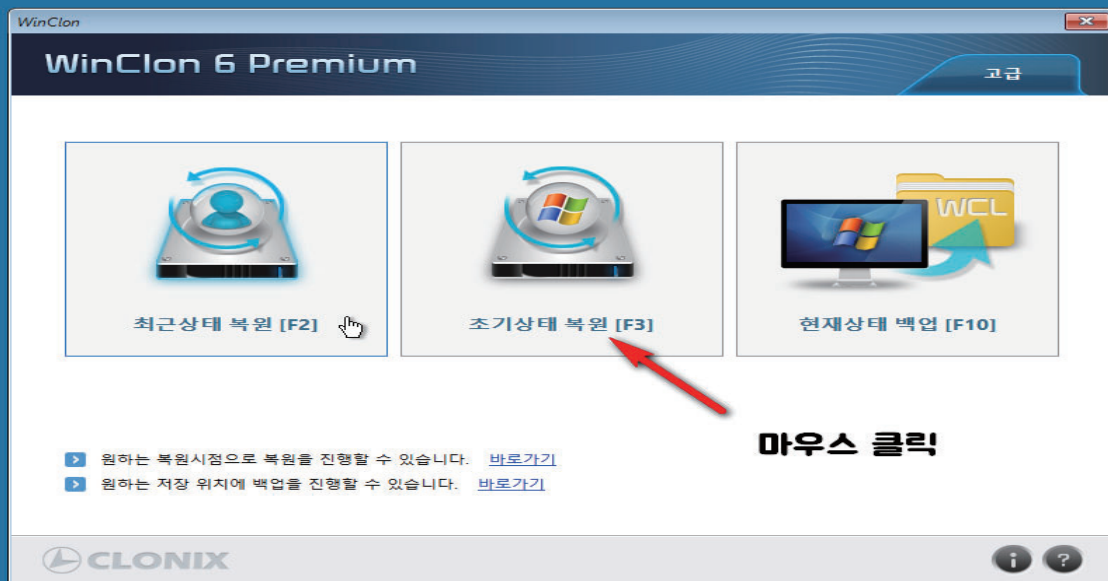 WinClon
WinClon 6 Premium
고급
WCL
최근상태 복원 [F2]
초기상태 복원 [F3]
현재상태 백업 [F10]
마우스 클릭
원하는 복원시점으로 복원을 진행할 수 있습니다. 바로가기
원하는 저장 위치에 백업을 진행할 수 있습니다. 바로가기
CLONIX
i ?